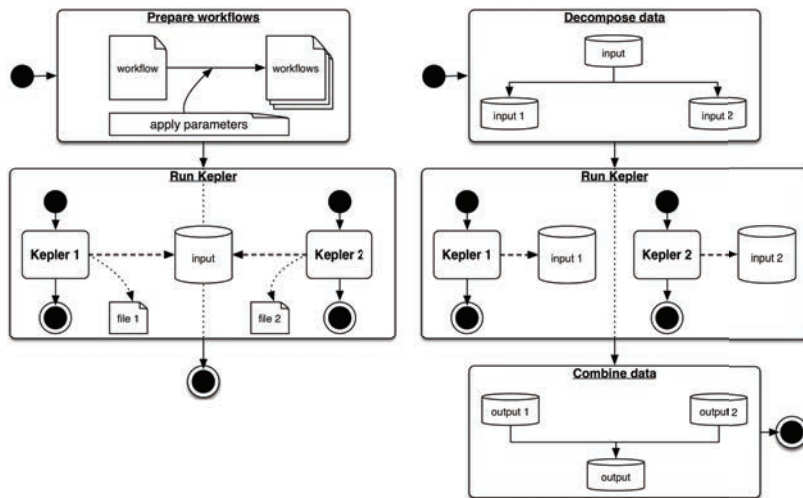 Prepare workflows
workflow
workflows
apply parameters
Run Kepler
Kepler 1
input
Kepler 2
file 1
file 2
Decompose data
input
input 1
input 2
Run Kepler
Kepler 1
input 1
Kepler 2
input 2
Combine data
output 1
output 2
output